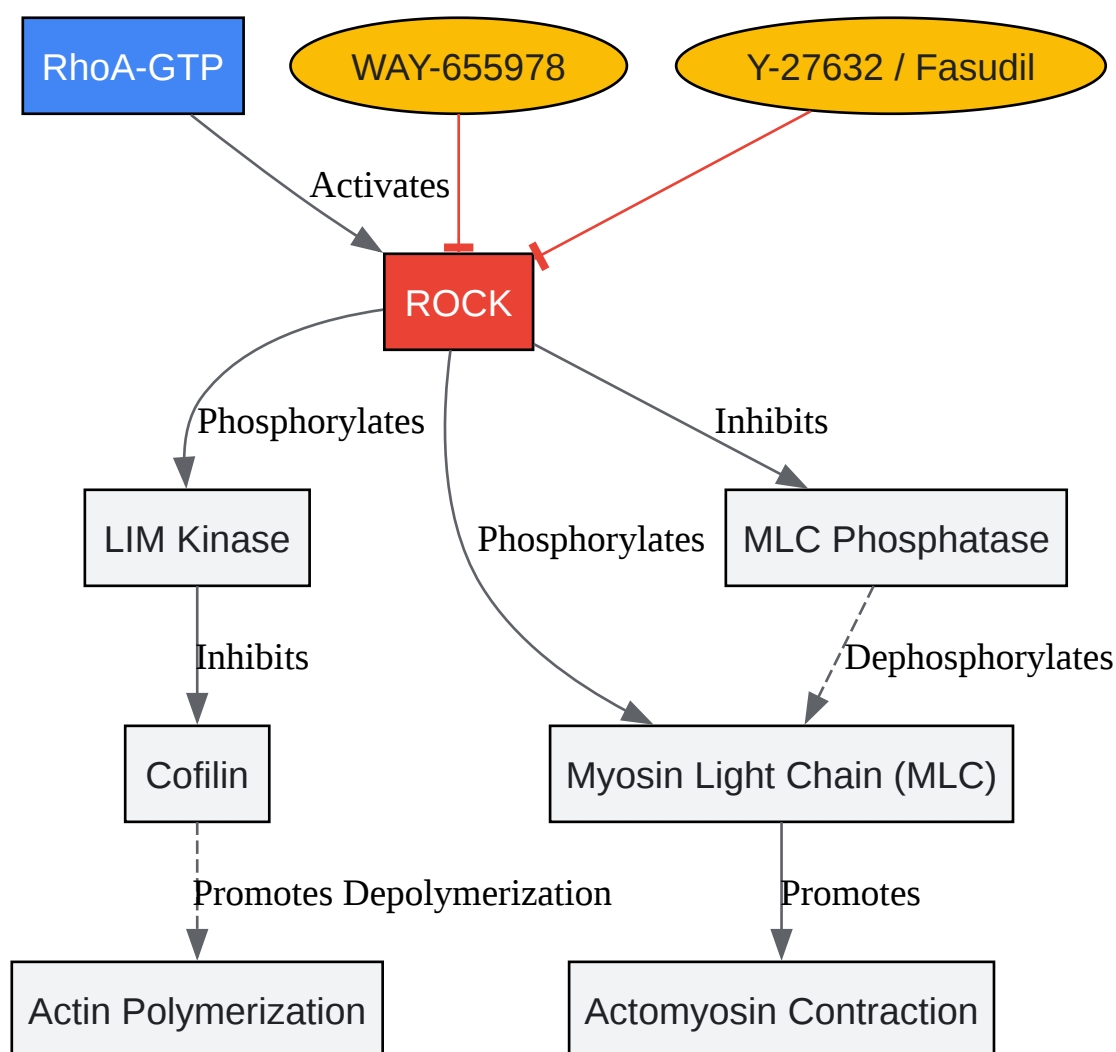 RhoA-GTP
WAY-655978
Y-27632 / Fasudil
Activates
ROCK
Phosphorylates
Inhibits
LIM Kinase
Phosphorylates
MLC Phosphatase
Inhibits
Dephosphorylates
Cofilin
Myosin Light Chain (MLC)
Promotes Depolymerization
Promotes
Actin Polymerization
Actomyosin Contraction